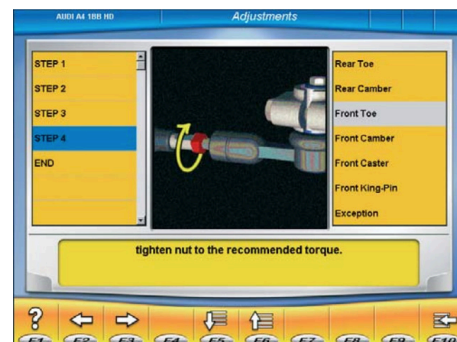 AUDI A4 1BB HD
Adjustments
STEP 1
STEP 2
STEP 3
STEP 4
END
Rear Toe
Rear Camber
Front Toe
Front Camber
Front Caster
Front King-Pin
Exception
tighten nut to the recommended torque.
?
F1 F2 F3 F4 F5 F6 F7 F8 F9 F10